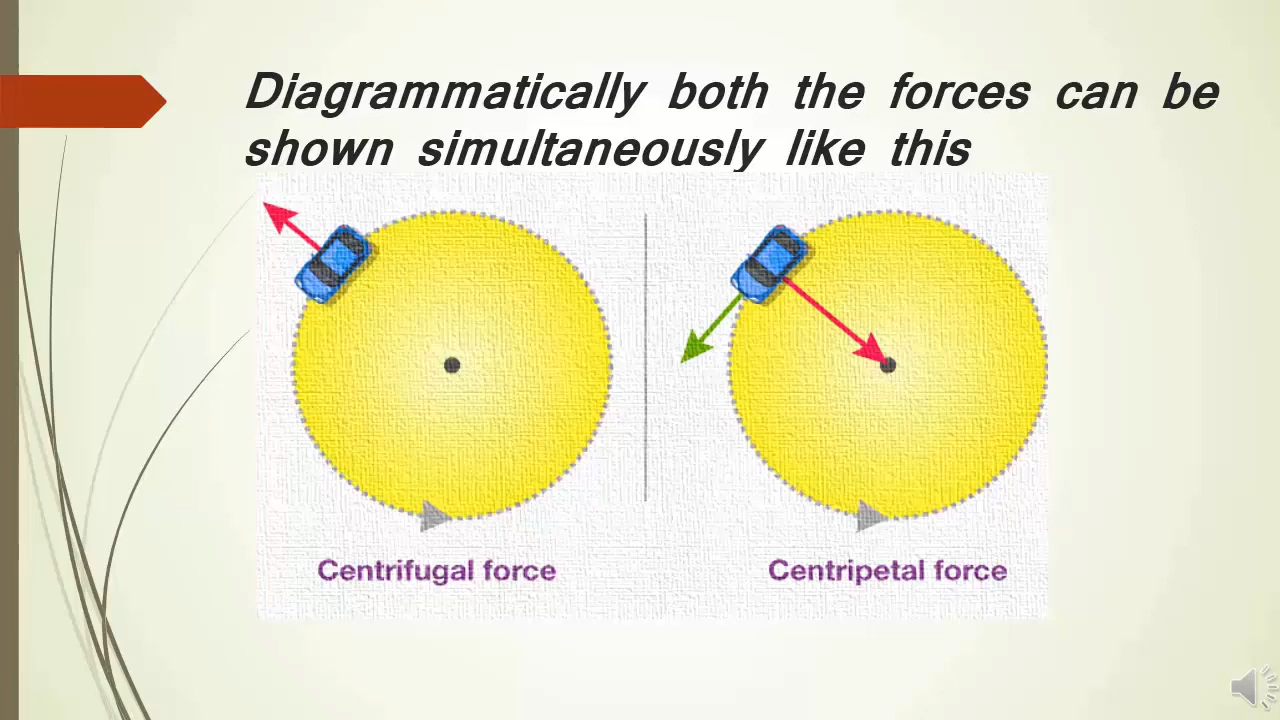 Diagrammatically both the forces can be
shown simultaneously like this
Centrifugal force
Centripetal force